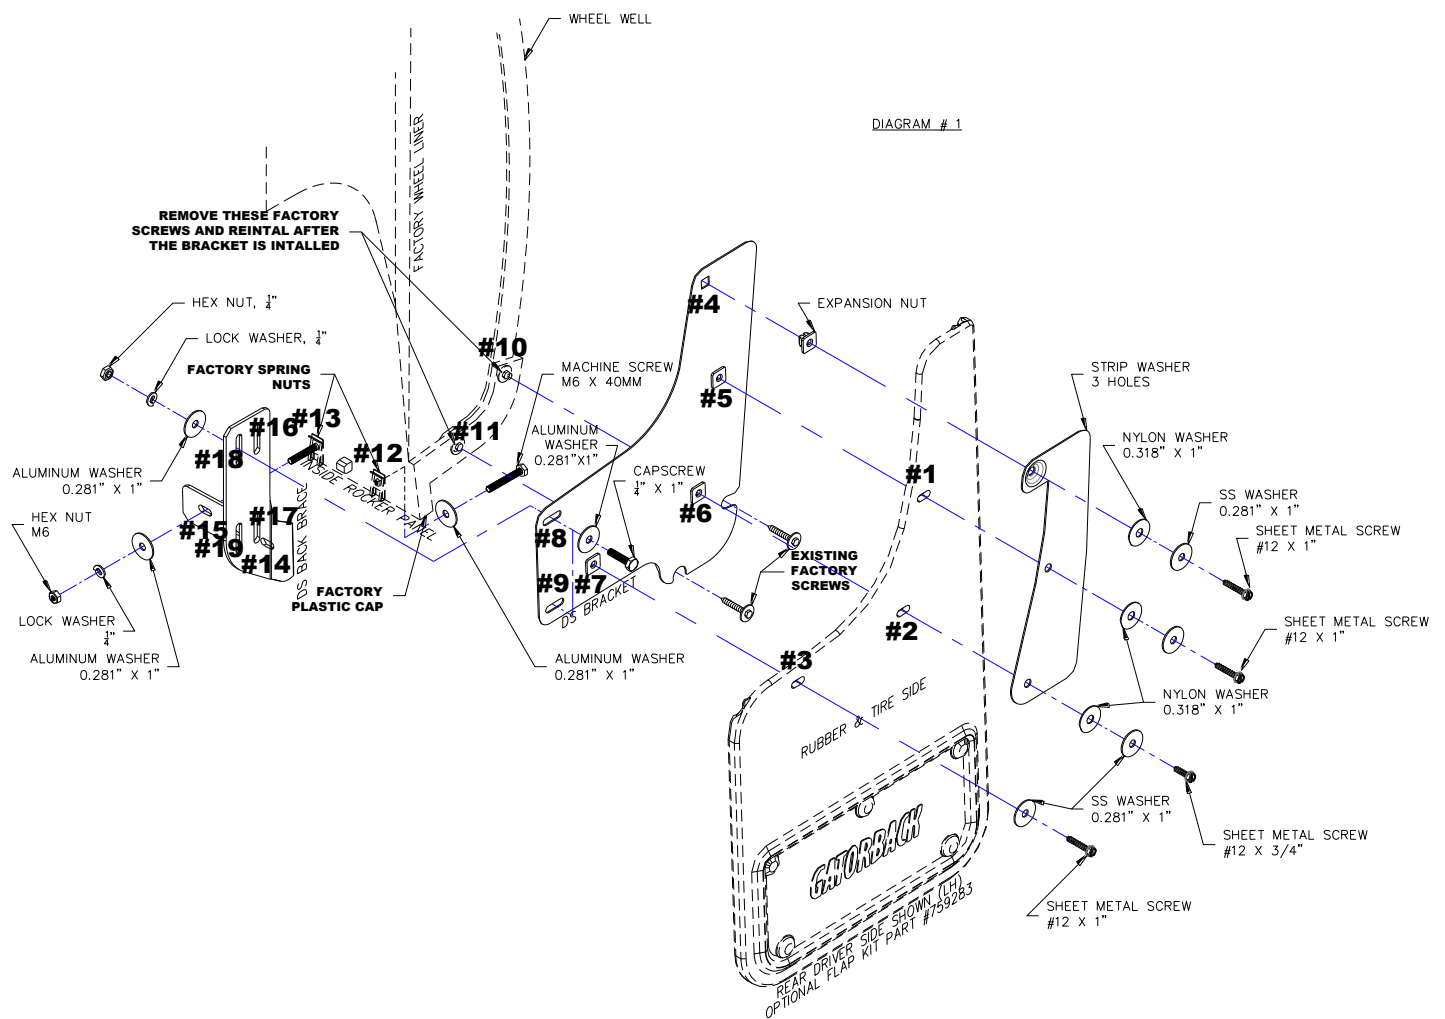 WHEEL WELL
DIAGRAM # 1
FACTORY WHEEL LINER
REMOVE THESE FACTORY
SCREWS AND REINTAL AFTER
THE BRACKET IS INTALLED
HEX NUT, ¼"
LOCK WASHER, ¼"
FACTORY SPRING
NUTS
#10
MACHINE SCREW
M6 X 40MM
#4
EXPANSION NUT
#5
STRIP WASHER
3 HOLES
#13
#16
#12
#11
#18
ALUMINUM
WASHER
0.281"X1"
CAPSCREW
¼" X 1"
#6
#1
NYLON WASHER
0.318" X 1"
ALUMINUM WASHER
0.281" X 1"
INSIDE ROCKER PANEL
SS WASHER
0.281" X 1"
SHEET METAL SCREW
#12 X 1"
HEX NUT
M6
#15
#17
#19
#14
DS BACK BRACE
#8
#7
#9
DS BRACKET
EXISTING
FACTORY
SCREWS
FACTORY
PLASTIC CAP
LOCK WASHER
¼"
ALUMINUM WASHER
0.281" X 1"
ALUMINUM WASHER
0.281" X 1"
#2
#3
SHEET METAL SCREW
#12 X 1"
NYLON WASHER
0.318" X 1"
RUBBER & TIRE SIDE
SS WASHER
0.281" X 1"
SHEET METAL SCREW
#12 X 3/4"
GATORBACK
SHEET METAL SCREW
#12 X 1"
REAR DRIVER SIDE SHOWN (LH)
OPTIONAL FLAP KIT PART #759283